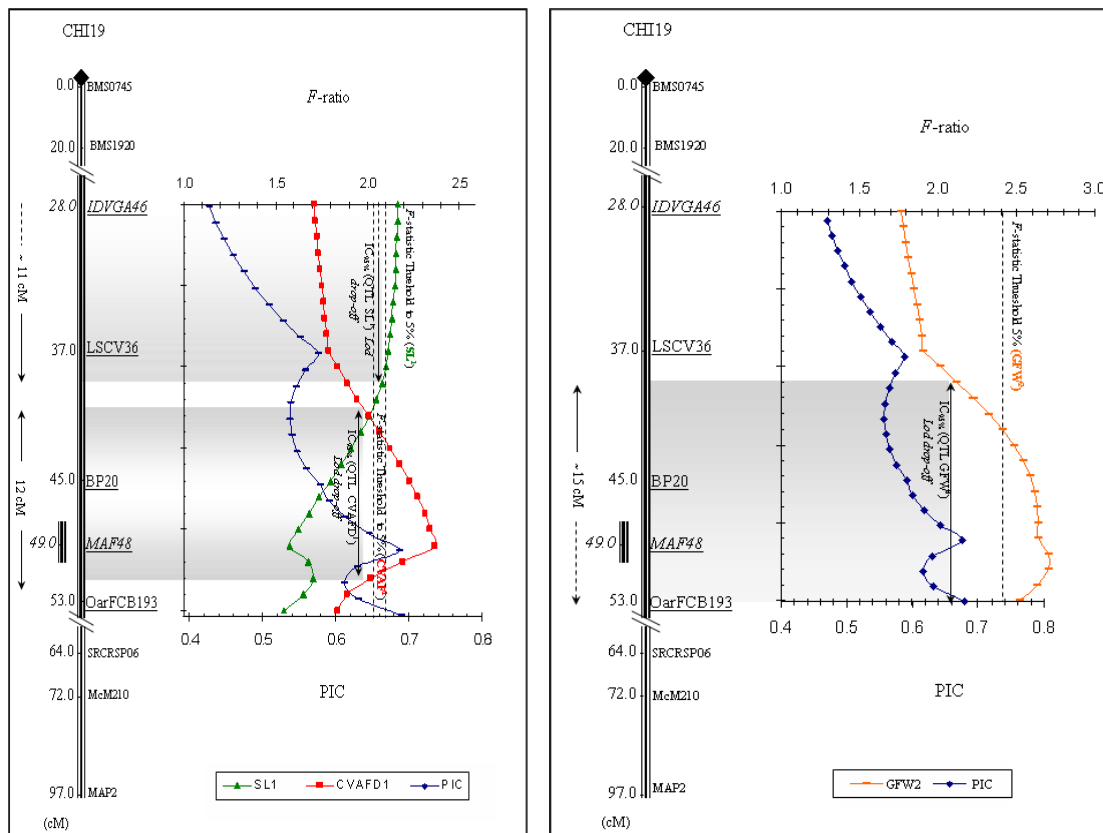 CHI19
0.0
BMS0745
F-ratio
20.0
BMS1920
1.0
1.5
2.0
25
28.0
IDVGA46
~ 11 cM
37.0
LSCV36
F-statistic Threshold to 5% (SL1)
IC95% (QTL SL1) Lod
drop-off
45.0
BP20
12 cM
IC95% (QTL CVAFD1)
Lod drop-off
F-statistic Threshold to 5% (CVAF1)
49.0
MAF48
53.0
OarFCB193
0.4
0.5
0.6
0.7
0.8
64.0
SRCRSP06
72.0
McM210
PIC
SL1
CVAFD1
PIC
97.0
MAP2
(cM)
CHI19
0.0
BMS0745
F-ratio
20.0
BMS1920
1.0
1.5
2.0
2.5
3.0
28.0
IDVGA46
F-statistic Thueshold 5% (GFW2)
37.0
LSCV36
IC95% (QTL GFW2)
Lod drop-off
45.0
BP20
~ 15 cM
49.0
MAF48
53.0
OarFCB193
0.4
0.5
0.6
0.7
0.8
64.0
SRCRSP06
72.0
McM210
PIC
GFW2
PIC
97.0
MAP2
(cM)